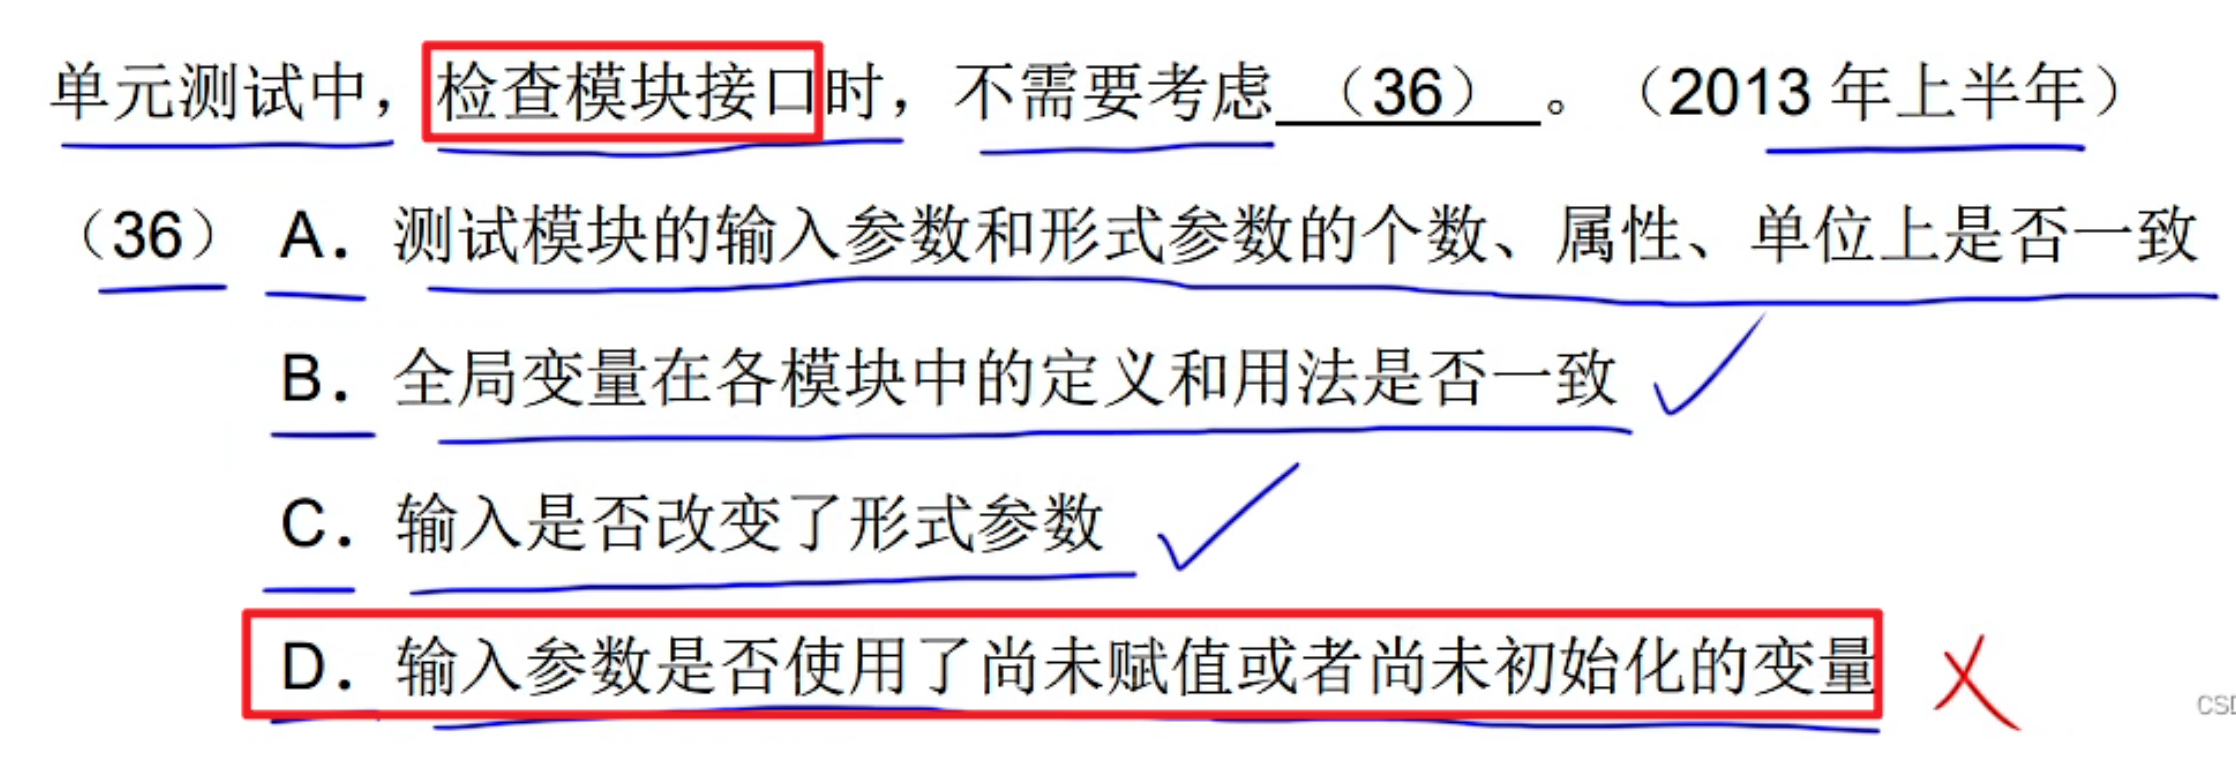 单元测试中，检查模块接口时，不需要考虑 （36） 。（2013 年上半年）
（36） A． 测试模块的输入参数和形式参数的个数、属性、单位上是否一致
B． 全局变量在各模块中的定义和用法是否一致
C． 输入是否改变了形式参数
D． 输入参数是否使用了尚未赋值或者尚未初始化的变量